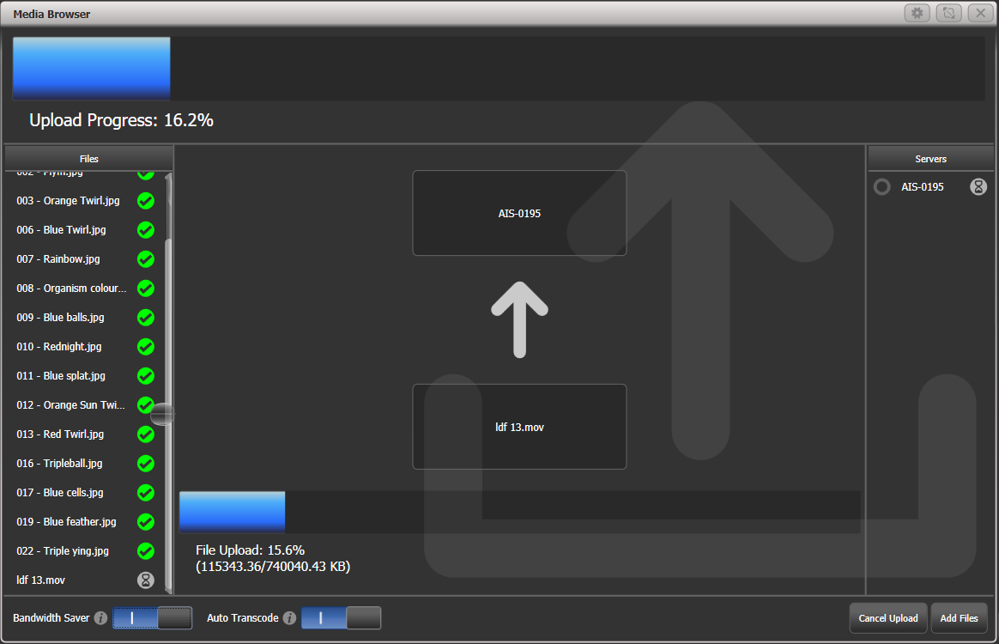 Media Browser
Upload Progress: 16.2%
Files
002 - Flym.jpg
003 - Orange Twirl.jpg
006 - Blue Twirl.jpg
007 - Rainbow.jpg
008 - Organism colour...
009 - Blue balls.jpg
010 - Rednight.jpg
011 - Blue splat.jpg
012 - Orange Sun Twi...
013 - Red Twirl.jpg
016 - Tripleball.jpg
017 - Blue cells.jpg
019 - Blue feather.jpg
022 - Triple ying.jpg
ldf 13.mov
AIS-0195
ldf 13.mov
File Upload: 15.6%
(115343.36/740040.43 KB)
Servers
AIS-0195
Bandwidth Saver
Auto Transcode
Cancel Upload
Add Files